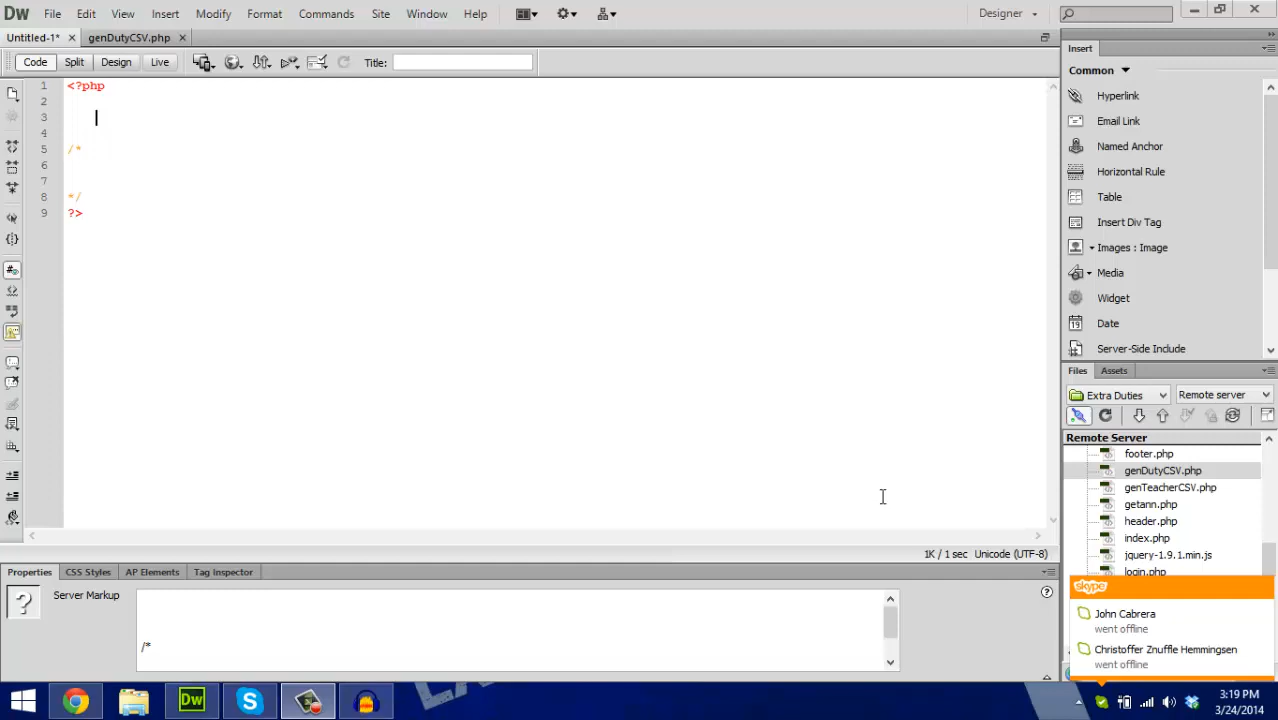 Dw File Edit View Insert Modify Format Commands Site Window Help Designer
Untitled-1* × genDutyCSV.php ×
Code Split Design Live Title:
1 <?php
2
3
4
5 /*
6
7
8 */
9 ?>
1K / 1 sec Unicode (UTF-8)
Properties CSS Styles AP Elements Tag Inspector
? Server Markup
/*
Insert
Common
Hyperlink
Email Link
Named Anchor
Horizontal Rule
Table
Insert Div Tag
Images : Image
Media
Widget
Date
Server-Side Include
Files Assets
Extra Duties Remote server
Remote Server
footer.php
genDutyCSV.php
genTeacherCSV.php
getann.php
header.php
index.php
jquery-1.9.1.min.js
login.php
skype
John Cabrera
went offline
Christoffer Znuffle Hemmingsen
went offline
Dw
3:19 PM
3/24/2014